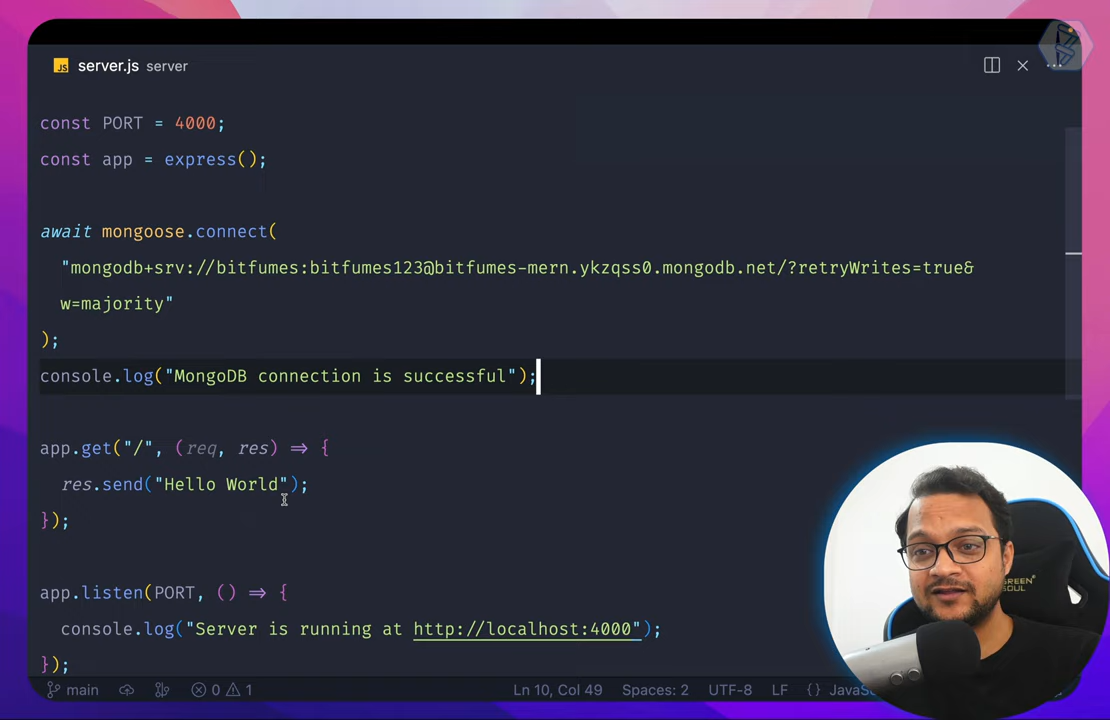 JS server.js server
const PORT = 4000;
const app = express();
await mongoose.connect(
"mongodb+srv://bitfumes:bitfumes123@bitfumes-mern.ykzqss0.mongodb.net/?retryWrites=true&
w=majority"
);
console.log("MongoDB connection is successful");
app.get("/", (req, res) => {
res.send("Hello World");
});
app.listen(PORT, () => {
console.log("Server is running at http://localhost:4000");
});
main 0 1 Ln 10, Col 49 Spaces: 2 UTF-8 LF {}
GREEN
SOUL